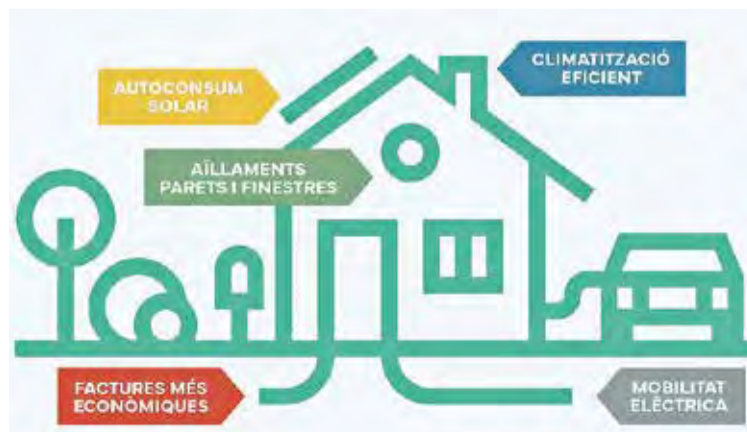 AUTOCONSUM
SOLAR
CLIMATITZACIÓ
EFICIENT
AÏLLAMENTS
PARETS I FINESTRES
FACTURES MÉS
ECONÒMIQUES
MOBILITAT
ELÈCTRICA